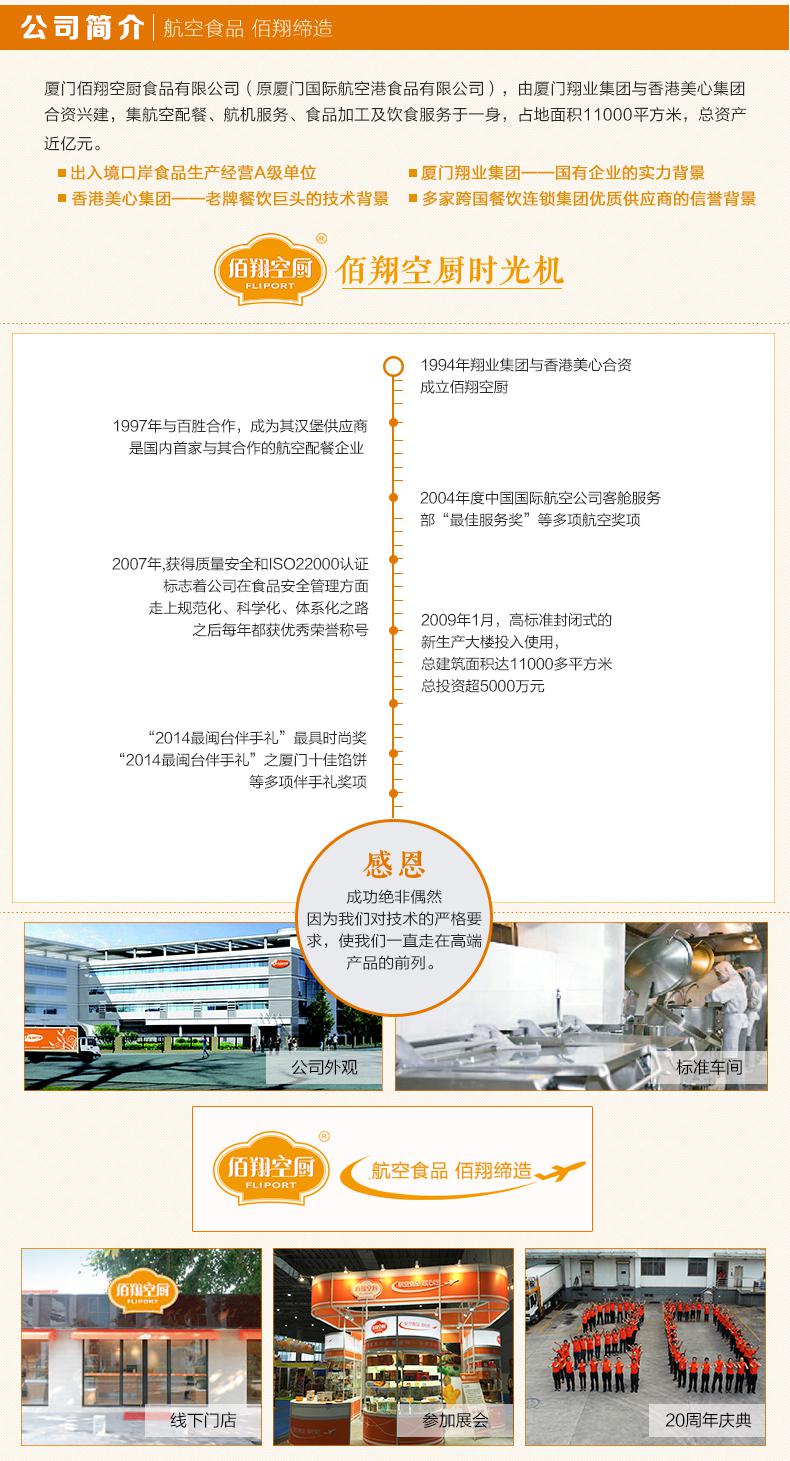 公司简介 航空食品 佰翔缔造
厦门佰翔空厨食品有限公司（原厦门国际航空港食品有限公司），由厦门翔业集团与香港美心集团
合资兴建，集航空配餐、航机服务、食品加工及饮食服务于一身，占地面积11000平方米，总资产
近亿元。
出入境口岸食品生产经营A级单位
厦门翔业集团——国有企业的实力背景
香港美心集团——老牌餐饮巨头的技术背景
多家跨国餐饮连锁集团优质供应商的信誉背景
佰翔空厨®
FLIPORT
佰翔空厨时光机
1994年翔业集团与香港美心合资
成立佰翔空厨
1997年与百胜合作，成为其汉堡供应商
是国内首家与其合作的航空配餐企业
2004年度中国国际航空公司客舱服务
部“最佳服务奖”等多项航空奖项
2007年,获得质量安全和ISO22000认证
标志着公司在食品安全管理方面
走上规范化、科学化、体系化之路
之后每年都获优秀荣誉称号
2009年1月，高标准封闭式的
新生产大楼投入使用，
总建筑面积达11000多平方米
总投资超5000万元
“2014最闽台伴手礼”最具时尚奖
“2014最闽台伴手礼”之厦门十佳馅饼
等多项伴手礼奖项
感恩
成功绝非偶然
因为我们对技术的严格要
求，使我们一直走在高端
产品的前列。
公司外观
标准车间
佰翔空厨®
FLIPORT
航空食品 佰翔缔造
佰翔空厨
FLIPORT
线下门店
佰翔空厨
参加展会
20周年庆典